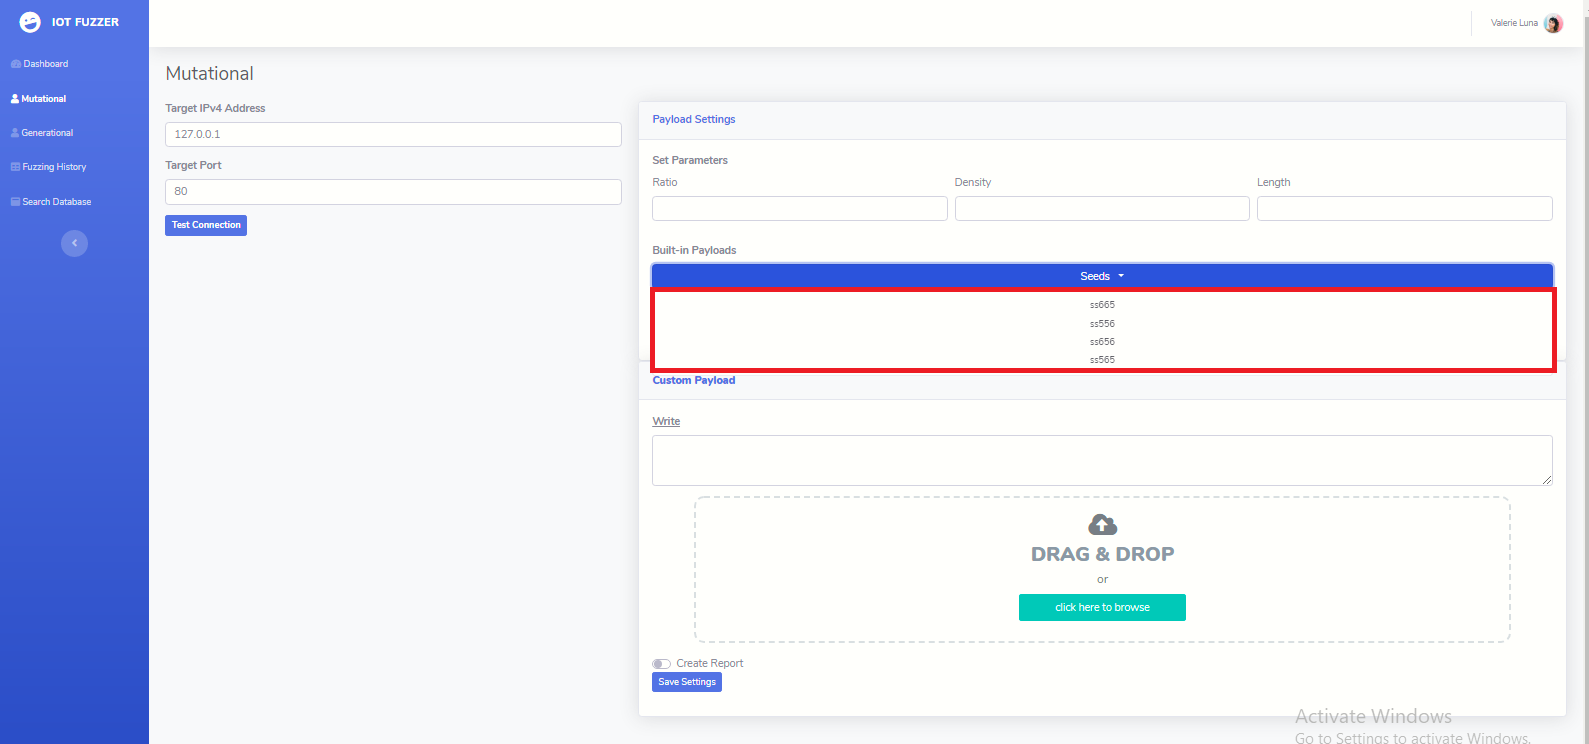 IOT FUZZER
Valerie Luna
Dashboard
Mutational
Generational
Fuzzing History
Search Database
Mutational
Target IPv4 Address
127.0.0.1
Target Port
80
Test Connection
Payload Settings
Set Parameters
Ratio Density Length
Built-in Payloads
Seeds
ss665
ss556
ss656
ss565
Custom Payload
Write
DRAG & DROP
or
click here to browse
Create Report
Save Settings
Activate Windows
Go to Settings to activate Windows.